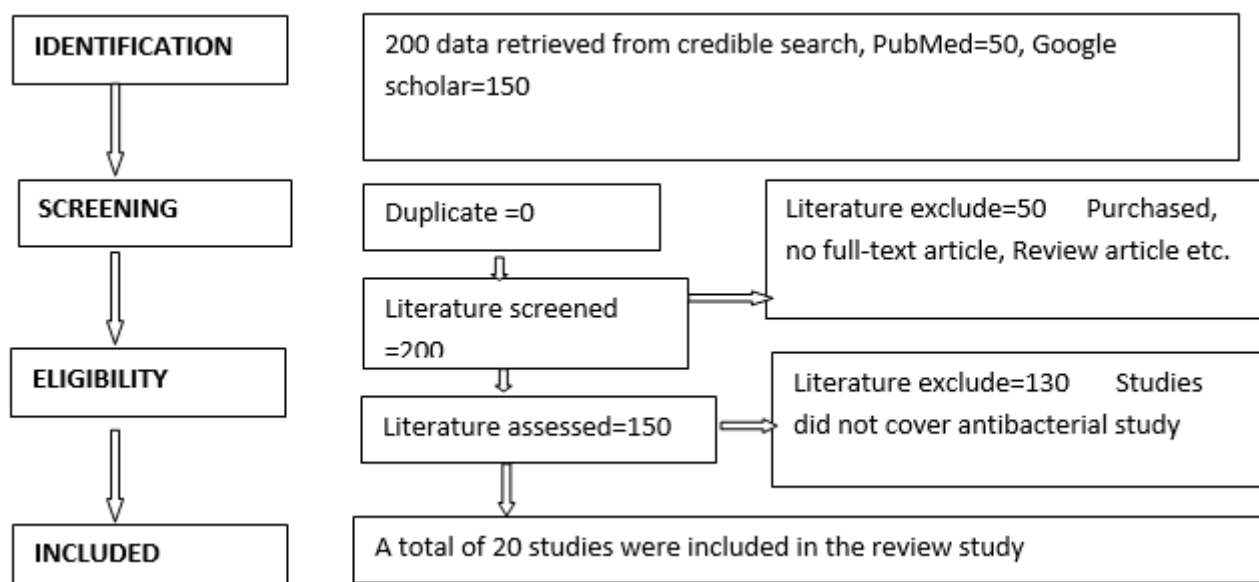 IDENTIFICATION
200 data retrieved from credible search, PubMed=50, Google
scholar=150
SCREENING
Duplicate =0
Literature exclude=50 Purchased,
no full-text article, Review article etc.
Literature screened
=200
ELIGIBILITY
Literature exclude=130 Studies
did not cover antibacterial study
Literature assessed=150
INCLUDED
A total of 20 studies were included in the review study